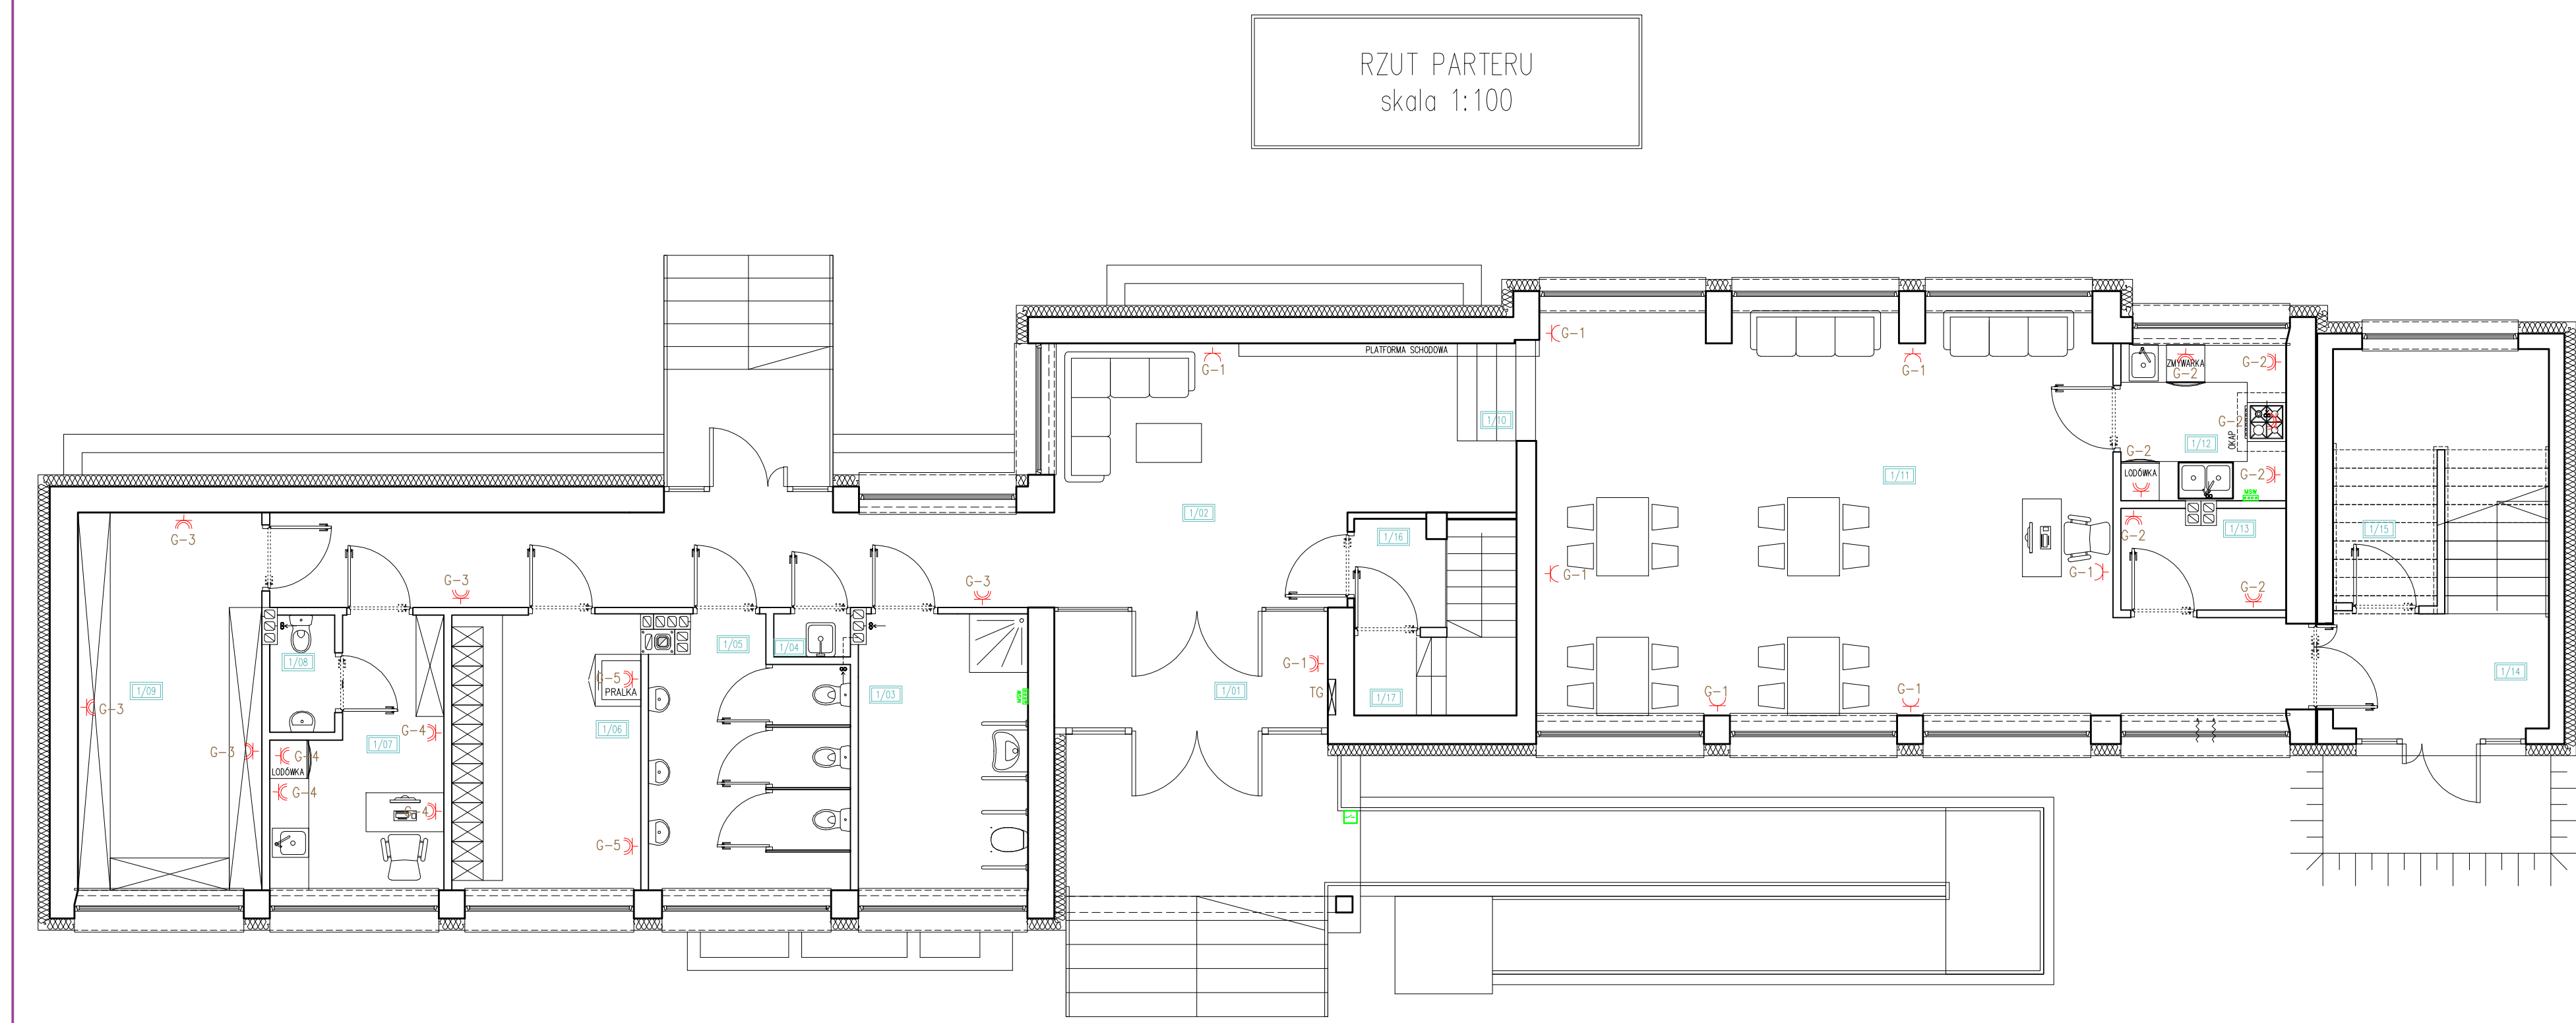 RZUT PARTERU
skala 1:100
G-1
PLATFORMA SCHODOWA
G-1
G-1
ZMYWARKA
G-2
G-2
1/10
G-2
OKAP
1/12
G-2
LODÓWKA
G-2
1/11
MSW
1/02
G-3
1/16
1/13
G-2
1/15
G-3
G-3
G-1
G-1
G-2
1/08
1/05
1/04
G-1
1/14
1/09
G-5
PRALKA
1/03
MSW
1/01
TG
1/17
G-1
G-1
G-3
1/06
G-4
1/07
G-3
G-4
LODÓWKA
G-4
G-4
G-5